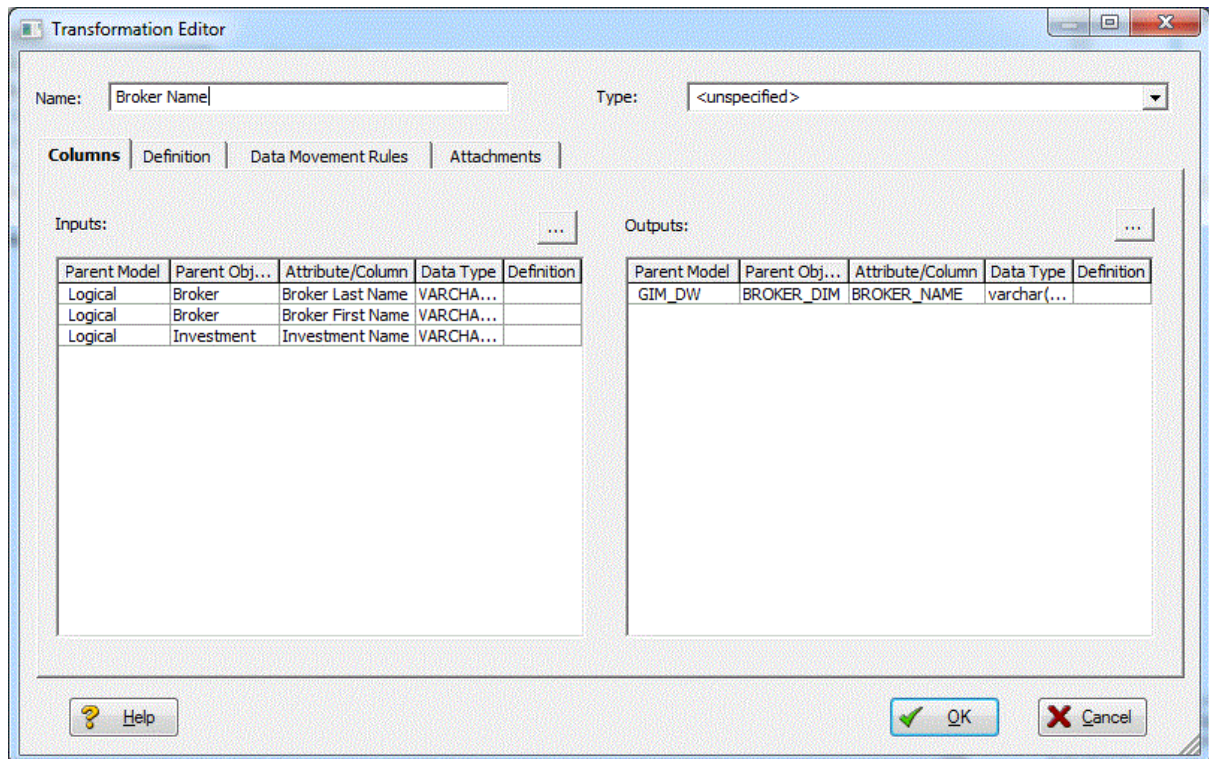 Transformation Editor
Name: Broker Name Type: <unspecified>
Columns Definition Data Movement Rules Attachments
Inputs: ... Outputs: ...
Parent Model Parent Obj... Attribute/Column Data Type Definition Parent Model Parent Obj... Attribute/Column Data Type Definition
Logical Broker Broker Last Name VARCHA... GIM_DW BROKER_DIM BROKER_NAME varchar(...
Logical Broker Broker First Name VARCHA...
Logical Investment Investment Name VARCHA...
Help OK Cancel